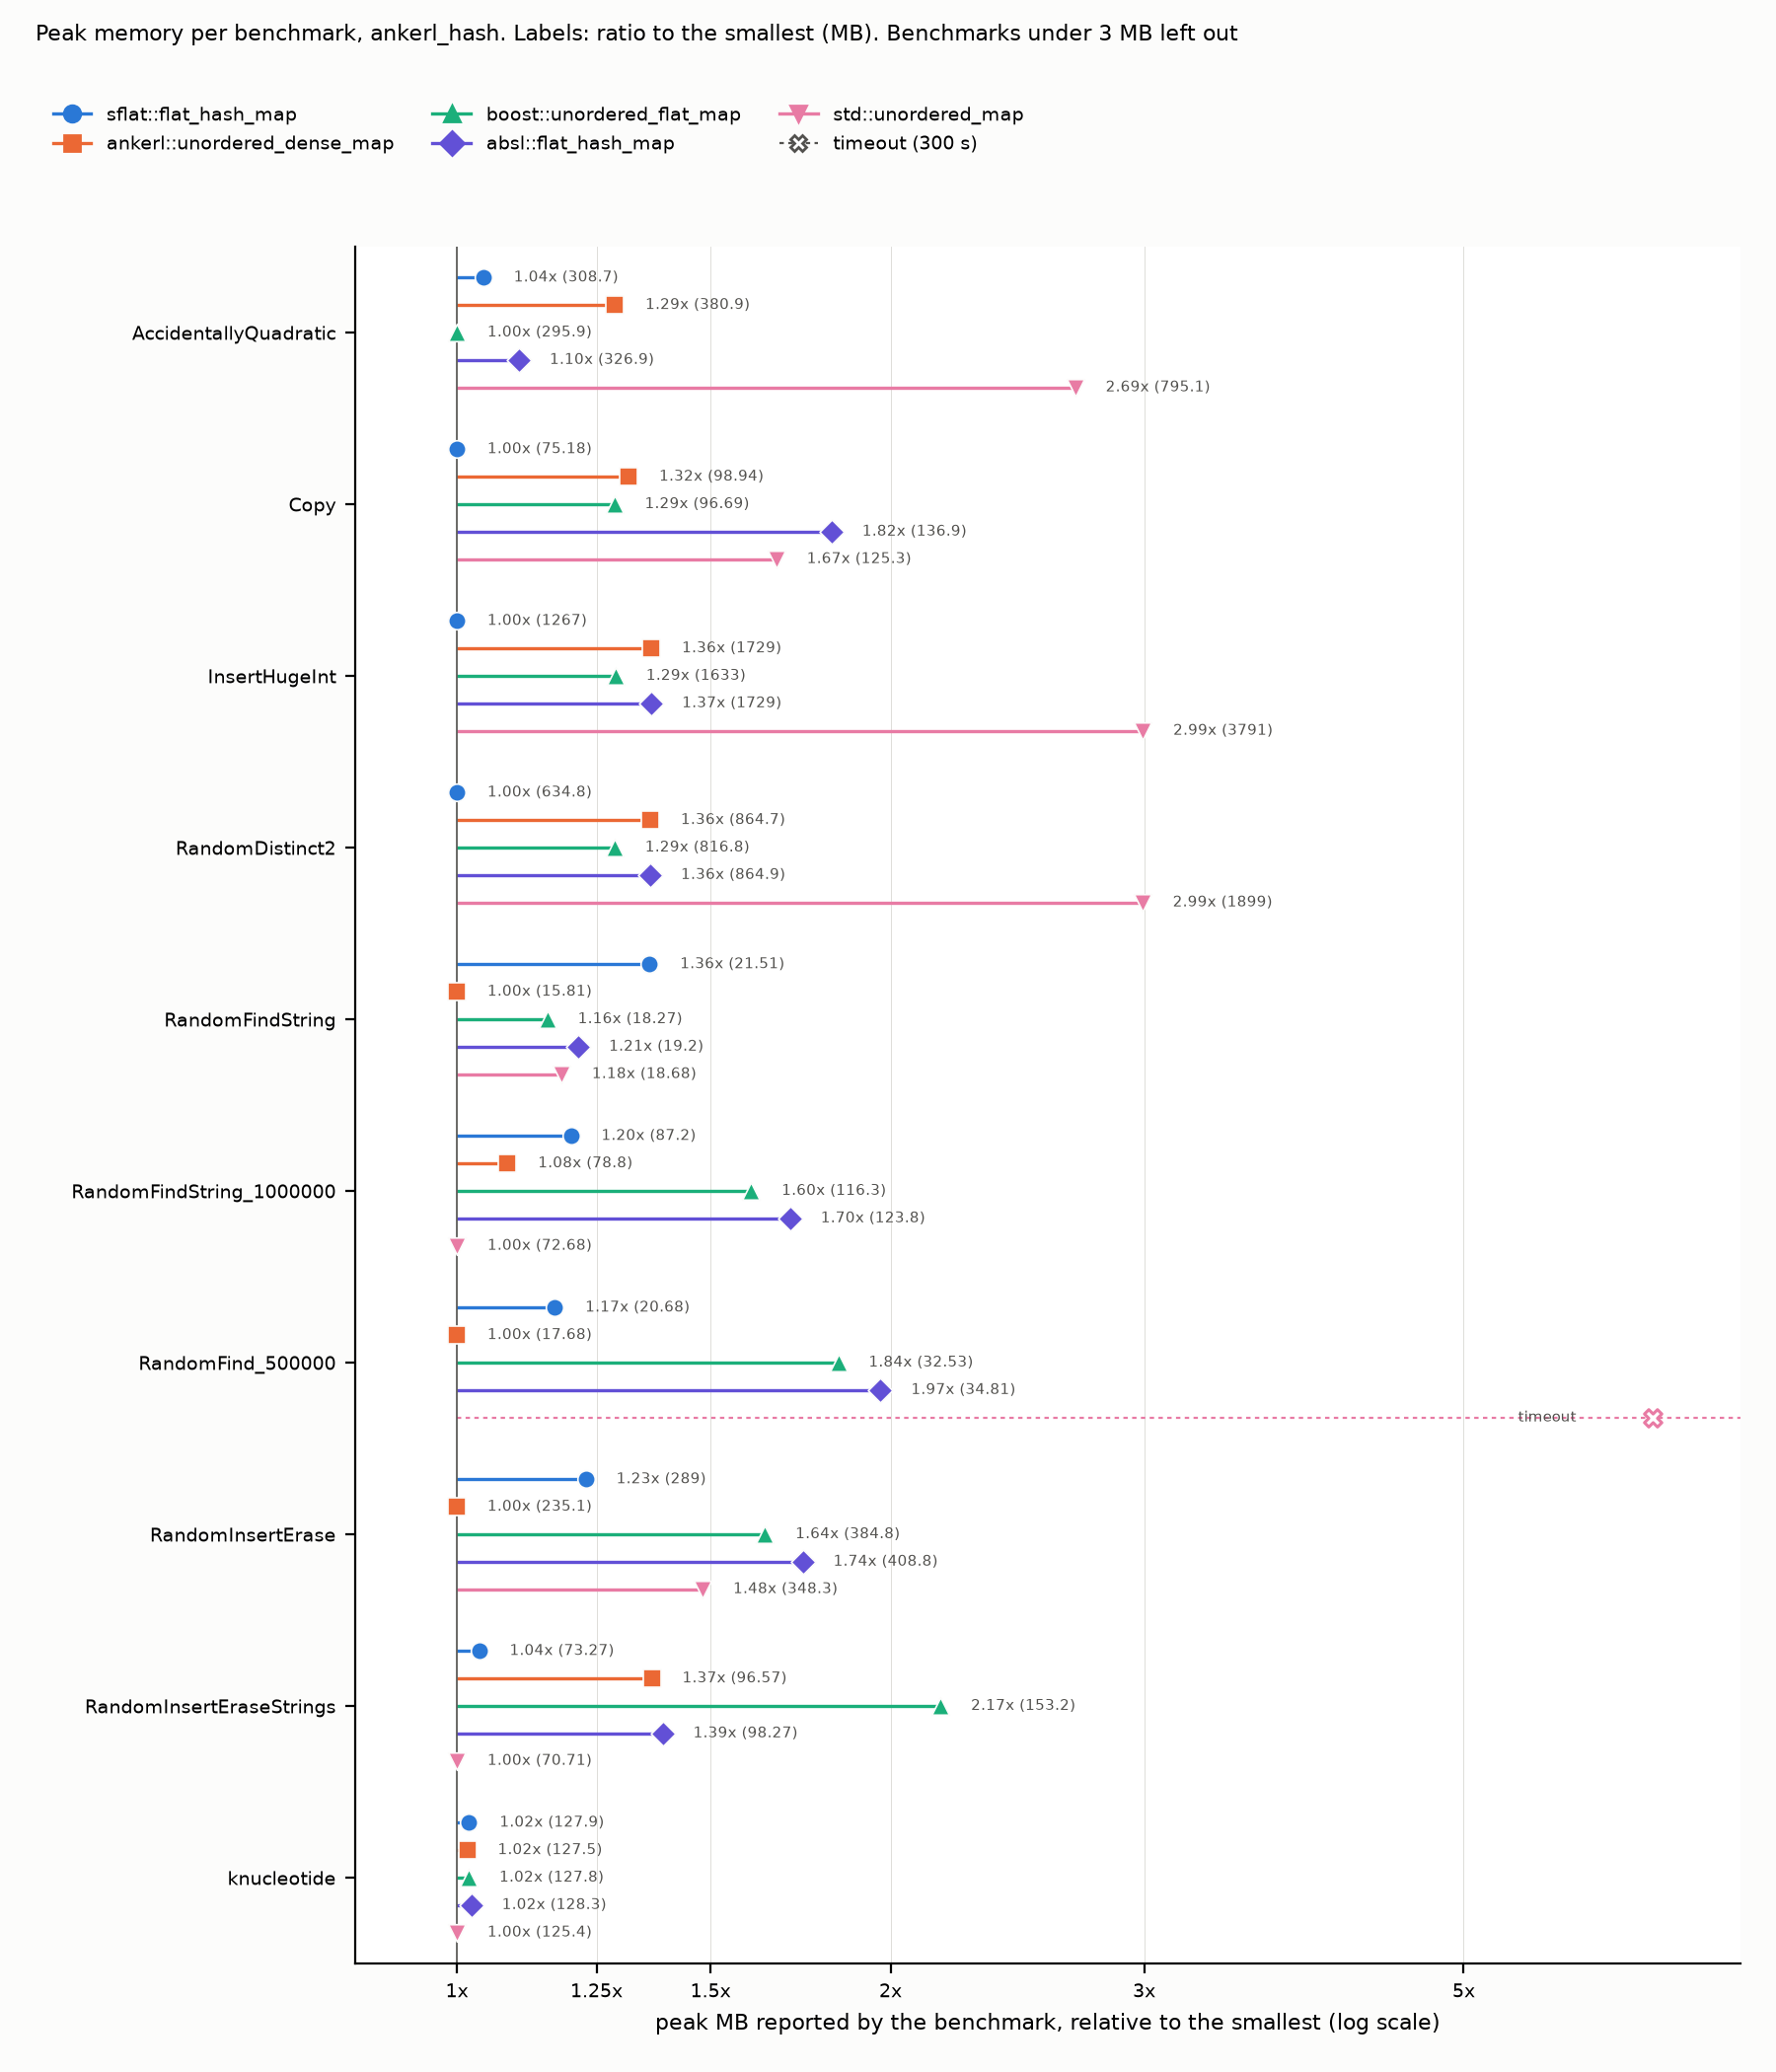 Peak memory per benchmark, ankerl_hash. Labels: ratio to the smallest (MB). Benchmarks under 3 MB left out
sflat::flat_hash_map
ankerl::unordered_dense_map
boost::unordered_flat_map
absl::flat_hash_map
std::unordered_map
timeout (300 s)
AccidentallyQuadratic
1.04x (308.7)
1.29x (380.9)
1.00x (295.9)
1.10x (326.9)
2.69x (795.1)
Copy
1.00x (75.18)
1.32x (98.94)
1.29x (96.69)
1.82x (136.9)
1.67x (125.3)
InsertHugeInt
1.00x (1267)
1.36x (1729)
1.29x (1633)
1.37x (1729)
2.99x (3791)
RandomDistinct2
1.00x (634.8)
1.36x (864.7)
1.29x (816.8)
1.36x (864.9)
2.99x (1899)
RandomFindString
1.36x (21.51)
1.00x (15.81)
1.16x (18.27)
1.21x (19.2)
1.18x (18.68)
RandomFindString_1000000
1.20x (87.2)
1.08x (78.8)
1.60x (116.3)
1.70x (123.8)
1.00x (72.68)
RandomFind_500000
1.17x (20.68)
1.00x (17.68)
1.84x (32.53)
1.97x (34.81)
timeout
RandomInsertErase
1.23x (289)
1.00x (235.1)
1.64x (384.8)
1.74x (408.8)
1.48x (348.3)
RandomInsertEraseStrings
1.04x (73.27)
1.37x (96.57)
2.17x (153.2)
1.39x (98.27)
1.00x (70.71)
knucleotide
1.02x (127.9)
1.02x (127.5)
1.02x (127.8)
1.02x (128.3)
1.00x (125.4)
1x 1.25x 1.5x 2x 3x 5x
peak MB reported by the benchmark, relative to the smallest (log scale)